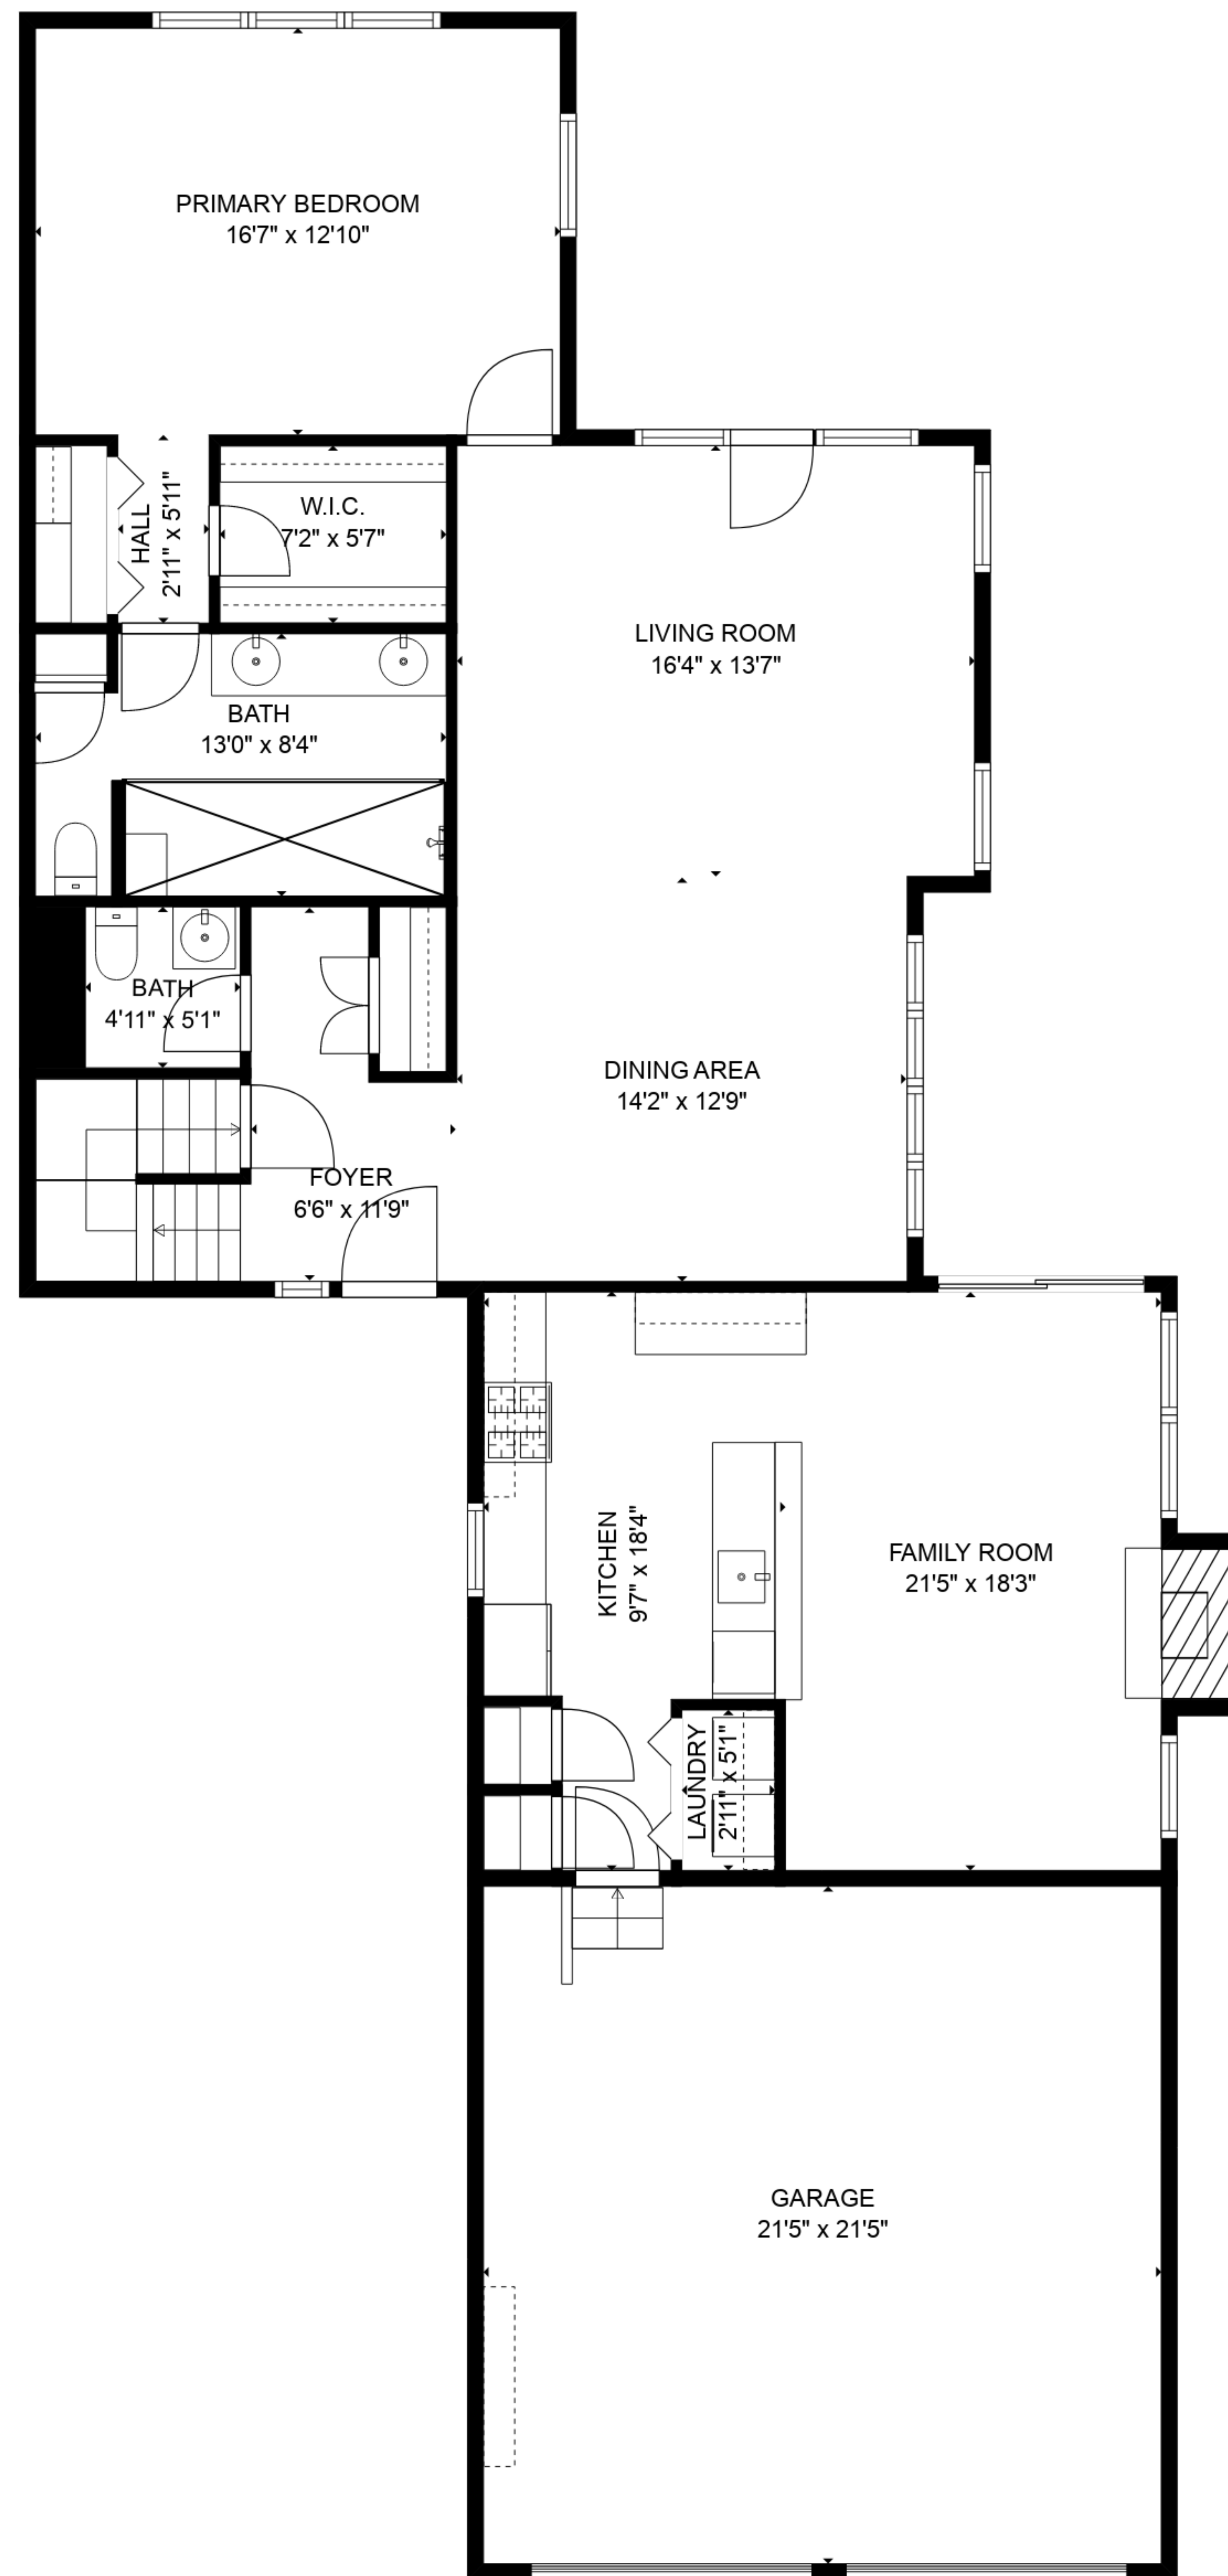 PRIMARY BEDROOM
16'7" x 12'10"
HALL
2'11" x 5'11"
W.I.C.
7'2" x 5'7"
LIVING ROOM
16'4" x 13'7"
BATH
13'0" x 8'4"
BATH
4'11" x 5'1"
DINING AREA
14'2" x 12'9"
FOYER
6'6" x 11'9"
KITCHEN
9'7" x 18'4"
FAMILY ROOM
21'5" x 18'3"
LAUNDRY
2'11" x 5'1"
GARAGE
21'5" x 21'5"